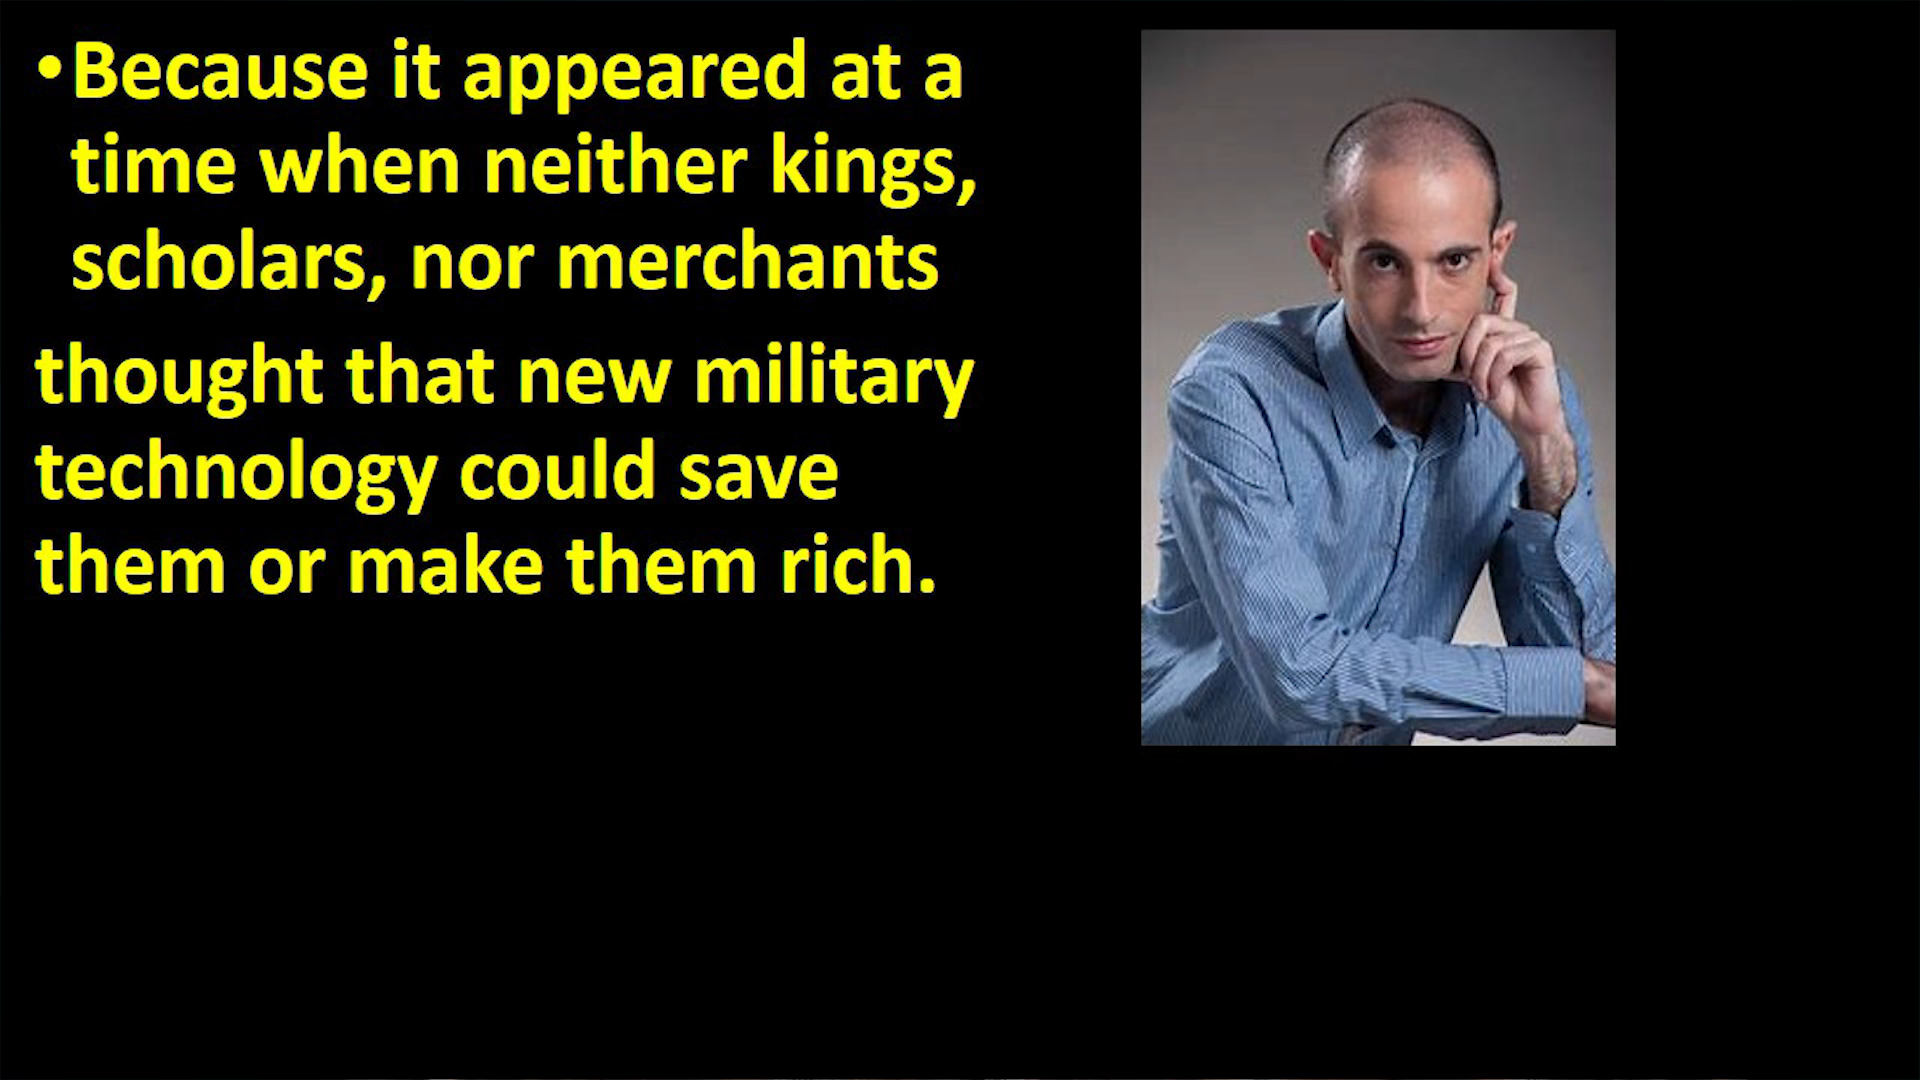 •Because it appeared at a
time when neither kings,
scholars, nor merchants
thought that new military
technology could save
them or make them rich.